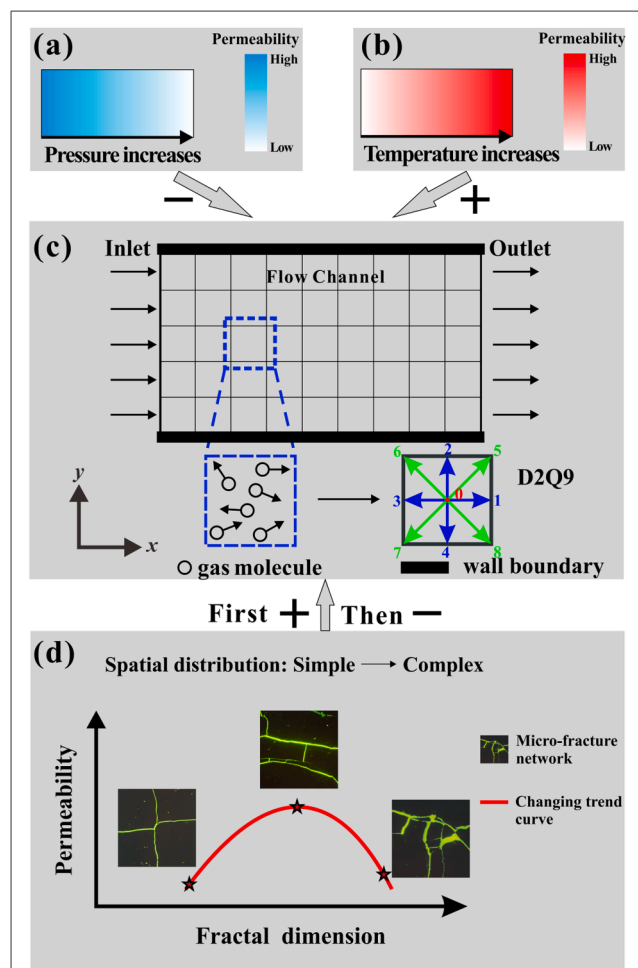 (a)
Permeability
High
Low
Pressure increases
(b)
Permeability
High
Low
Temperature increases
−
+
(c)
Inlet
Outlet
Flow Channel
y
x
6 2 5
3 0 1
7 4 8
D2Q9
gas molecule
wall boundary
First + Then −
(d)
Spatial distribution: Simple → Complex
Permeability
Micro-fracture
network
Changing trend
curve
Fractal dimension